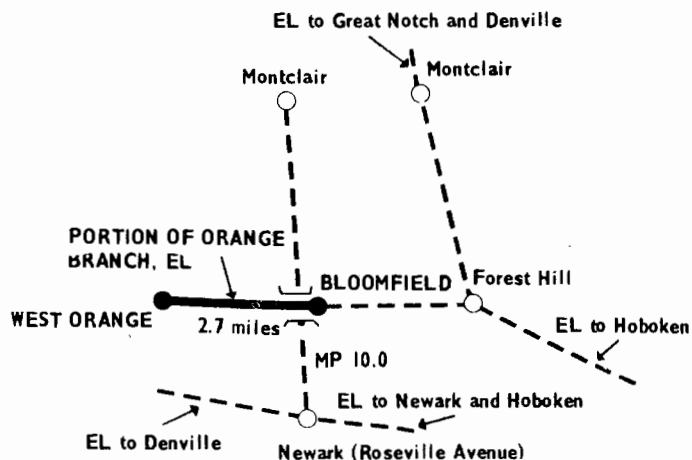 EL to Great Notch and Denville
Montclair
Montclair
PORTION OF ORANGE
BRANCH, EL
BLOOMFIELD
Forest Hill
WEST ORANGE
2.7 miles
EL to Hoboken
MP 10.0
EL to Newark and Hoboken
EL to Denville
Newark (Roseville Avenue)